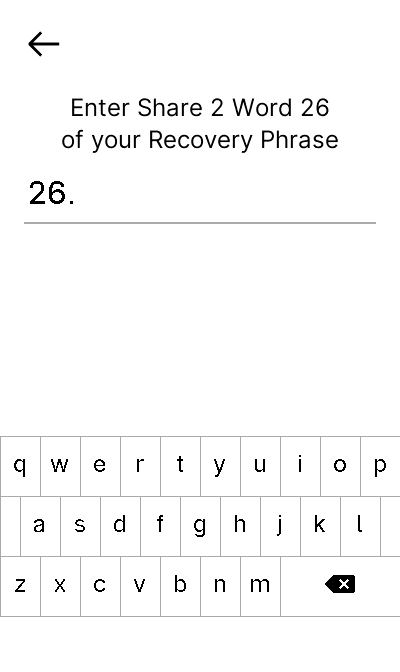 Enter Share 2 Word 26
of your Recovery Phrase
26.
q w e r t y u i o p
a s d f g h j k l
z x c v b n m